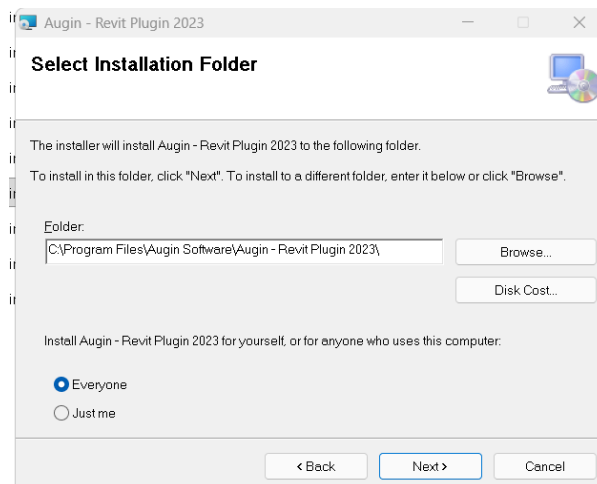 Augin - Revit Plugin 2023
Select Installation Folder
The installer will install Augin - Revit Plugin 2023 to the following folder.
To install in this folder, click "Next". To install to a different folder, enter it below or click "Browse".
Folder:
C:\Program Files\Augin Software\Augin - Revit Plugin 2023\
Browse...
Disk Cost...
Install Augin - Revit Plugin 2023 for yourself, or for anyone who uses this computer:
Everyone
Just me
< Back
Next >
Cancel